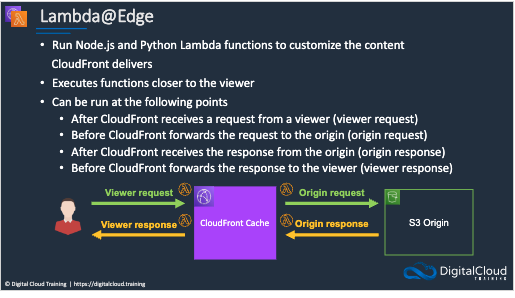 Lambda@Edge
• Run Node.js and Python Lambda functions to customize the content
CloudFront delivers
• Executes functions closer to the viewer
• Can be run at the following points
• After CloudFront receives a request from a viewer (viewer request)
• Before CloudFront forwards the request to the origin (origin request)
• After CloudFront receives the response from the origin (origin response)
• Before CloudFront forwards the response to the viewer (viewer response)
Viewer request
Origin request
CloudFront Cache
S3 Origin
Viewer response
Origin response
© Digital Cloud Training | https://digitalcloud.training
DigitalCloud
TRAINING